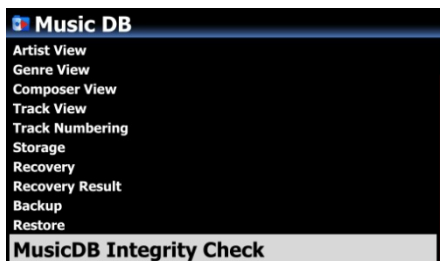 Music DB
Artist View
Genre View
Composer View
Track View
Track Numbering
Storage
Recovery
Recovery Result
Backup
Restore
MusicDB Integrity Check